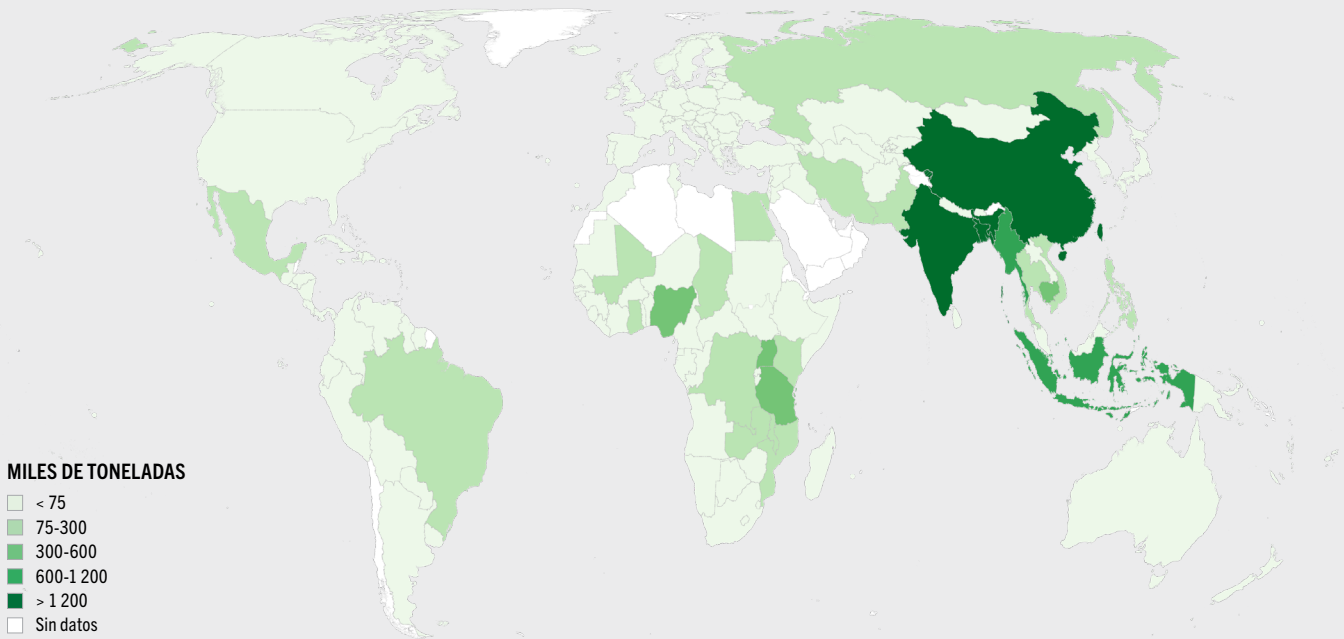 MILES DE TONELADAS
< 75
75-300
300-600
600-1 200
> 1 200
Sin datos